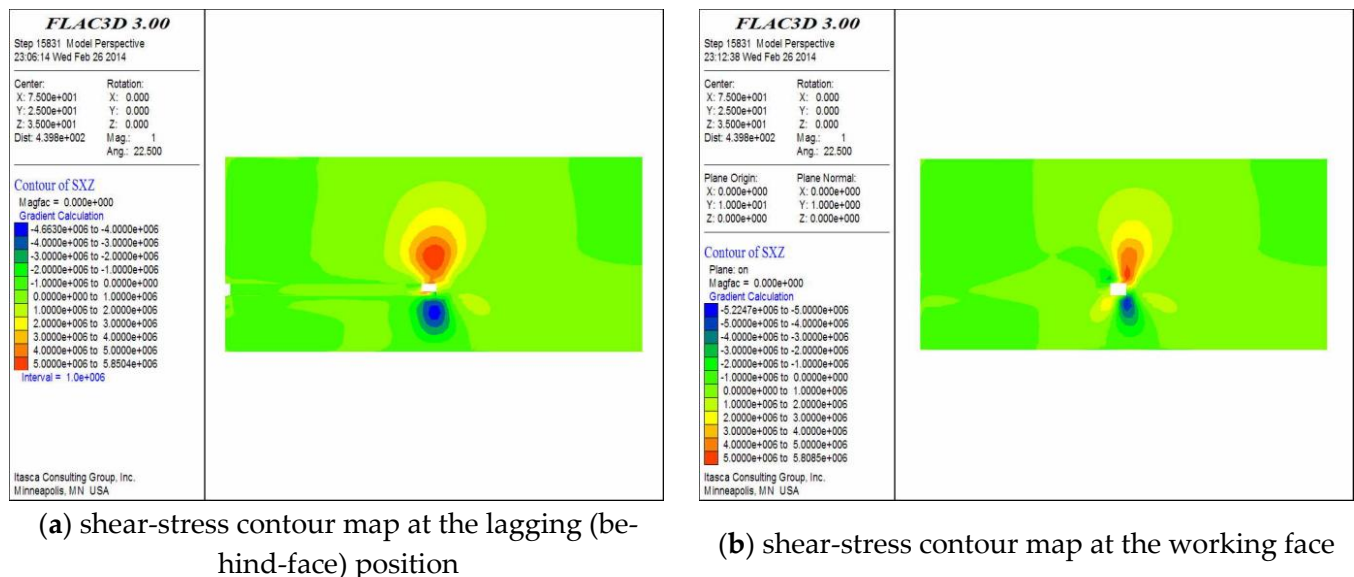 FLAC3D 3.00
Step 15831 Model Perspective
23:06:14 Wed Feb 26 2014
Center:
X: 7.500e+001
Y: 2.500e+001
Z: 3.500e+001
Dist: 4.398e+002
Rotation:
X: 0.000
Y: 0.000
Z: 0.000
Mag.: 1
Ang.: 22.500
Contour of SXZ
Magfac = 0.000e+000
Gradient Calculation
-4.6630e+006 to -4.0000e+006
-4.0000e+006 to -3.0000e+006
-3.0000e+006 to -2.0000e+006
-2.0000e+006 to -1.0000e+006
-1.0000e+006 to 0.0000e+000
0.0000e+000 to 1.0000e+006
1.0000e+006 to 2.0000e+006
2.0000e+006 to 3.0000e+006
3.0000e+006 to 4.0000e+006
4.0000e+006 to 5.0000e+006
5.0000e+006 to 5.8504e+006
Interval = 1.0e+006
Itasca Consulting Group, Inc.
Minneapolis, MN USA
(a) shear-stress contour map at the lagging (be-
hind-face) position
FLAC3D 3.00
Step 15831 Model Perspective
23:12:38 Wed Feb 26 2014
Center:
X: 7.500e+001
Y: 2.500e+001
Z: 3.500e+001
Dist: 4.398e+002
Rotation:
X: 0.000
Y: 0.000
Z: 0.000
Mag.: 1
Ang.: 22.500
Plane Origin:
X: 0.000e+000
Y: 1.000e+001
Z: 0.000e+000
Plane Normal:
X: 0.000e+000
Y: 1.000e+000
Z: 0.000e+000
Contour of SXZ
Plane: on
Magfac = 0.000e+000
Gradient Calculation
-5.2247e+006 to -5.0000e+006
-5.0000e+006 to -4.0000e+006
-4.0000e+006 to -3.0000e+006
-3.0000e+006 to -2.0000e+006
-2.0000e+006 to -1.0000e+006
-1.0000e+006 to 0.0000e+000
0.0000e+000 to 1.0000e+006
1.0000e+006 to 2.0000e+006
2.0000e+006 to 3.0000e+006
3.0000e+006 to 4.0000e+006
4.0000e+006 to 5.0000e+006
5.0000e+006 to 5.8085e+006
Itasca Consulting Group, Inc.
Minneapolis, MN USA
(b) shear-stress contour map at the working face